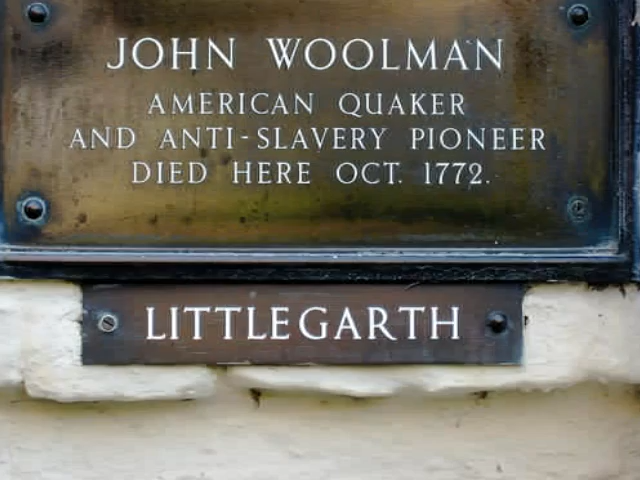 JOHN WOOLMAN
AMERICAN QUAKER
AND ANTI-SLAVERY PIONEER
DIED HERE OCT. 1772.
LITTLEGARTH